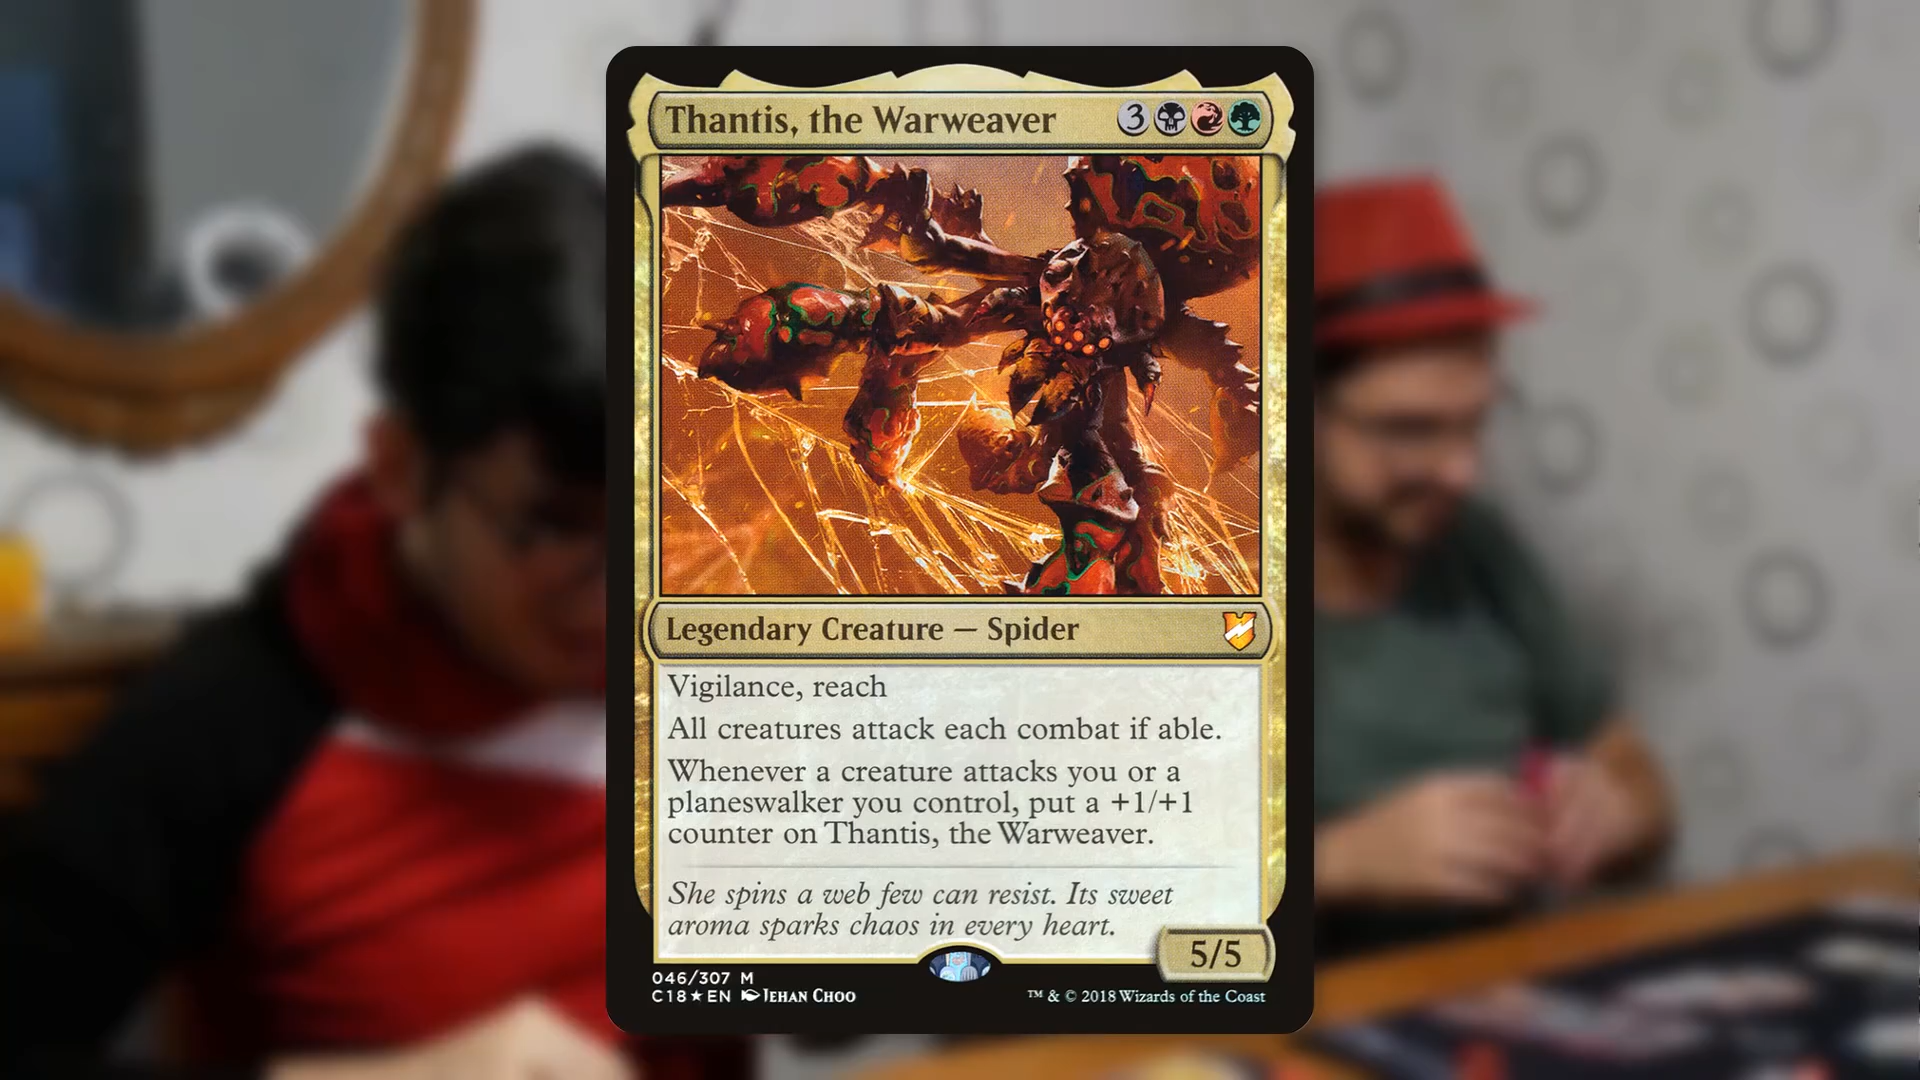 Thantis, the Warweaver 3
Legendary Creature — Spider
Vigilance, reach
All creatures attack each combat if able.
Whenever a creature attacks you or a
planeswalker you control, put a +1/+1
counter on Thantis, the Warweaver.
She spins a web few can resist. Its sweet
aroma sparks chaos in every heart.
5/5
046/307 M
C18★EN Jehan Choo
™ & © 2018 Wizards of the Coast